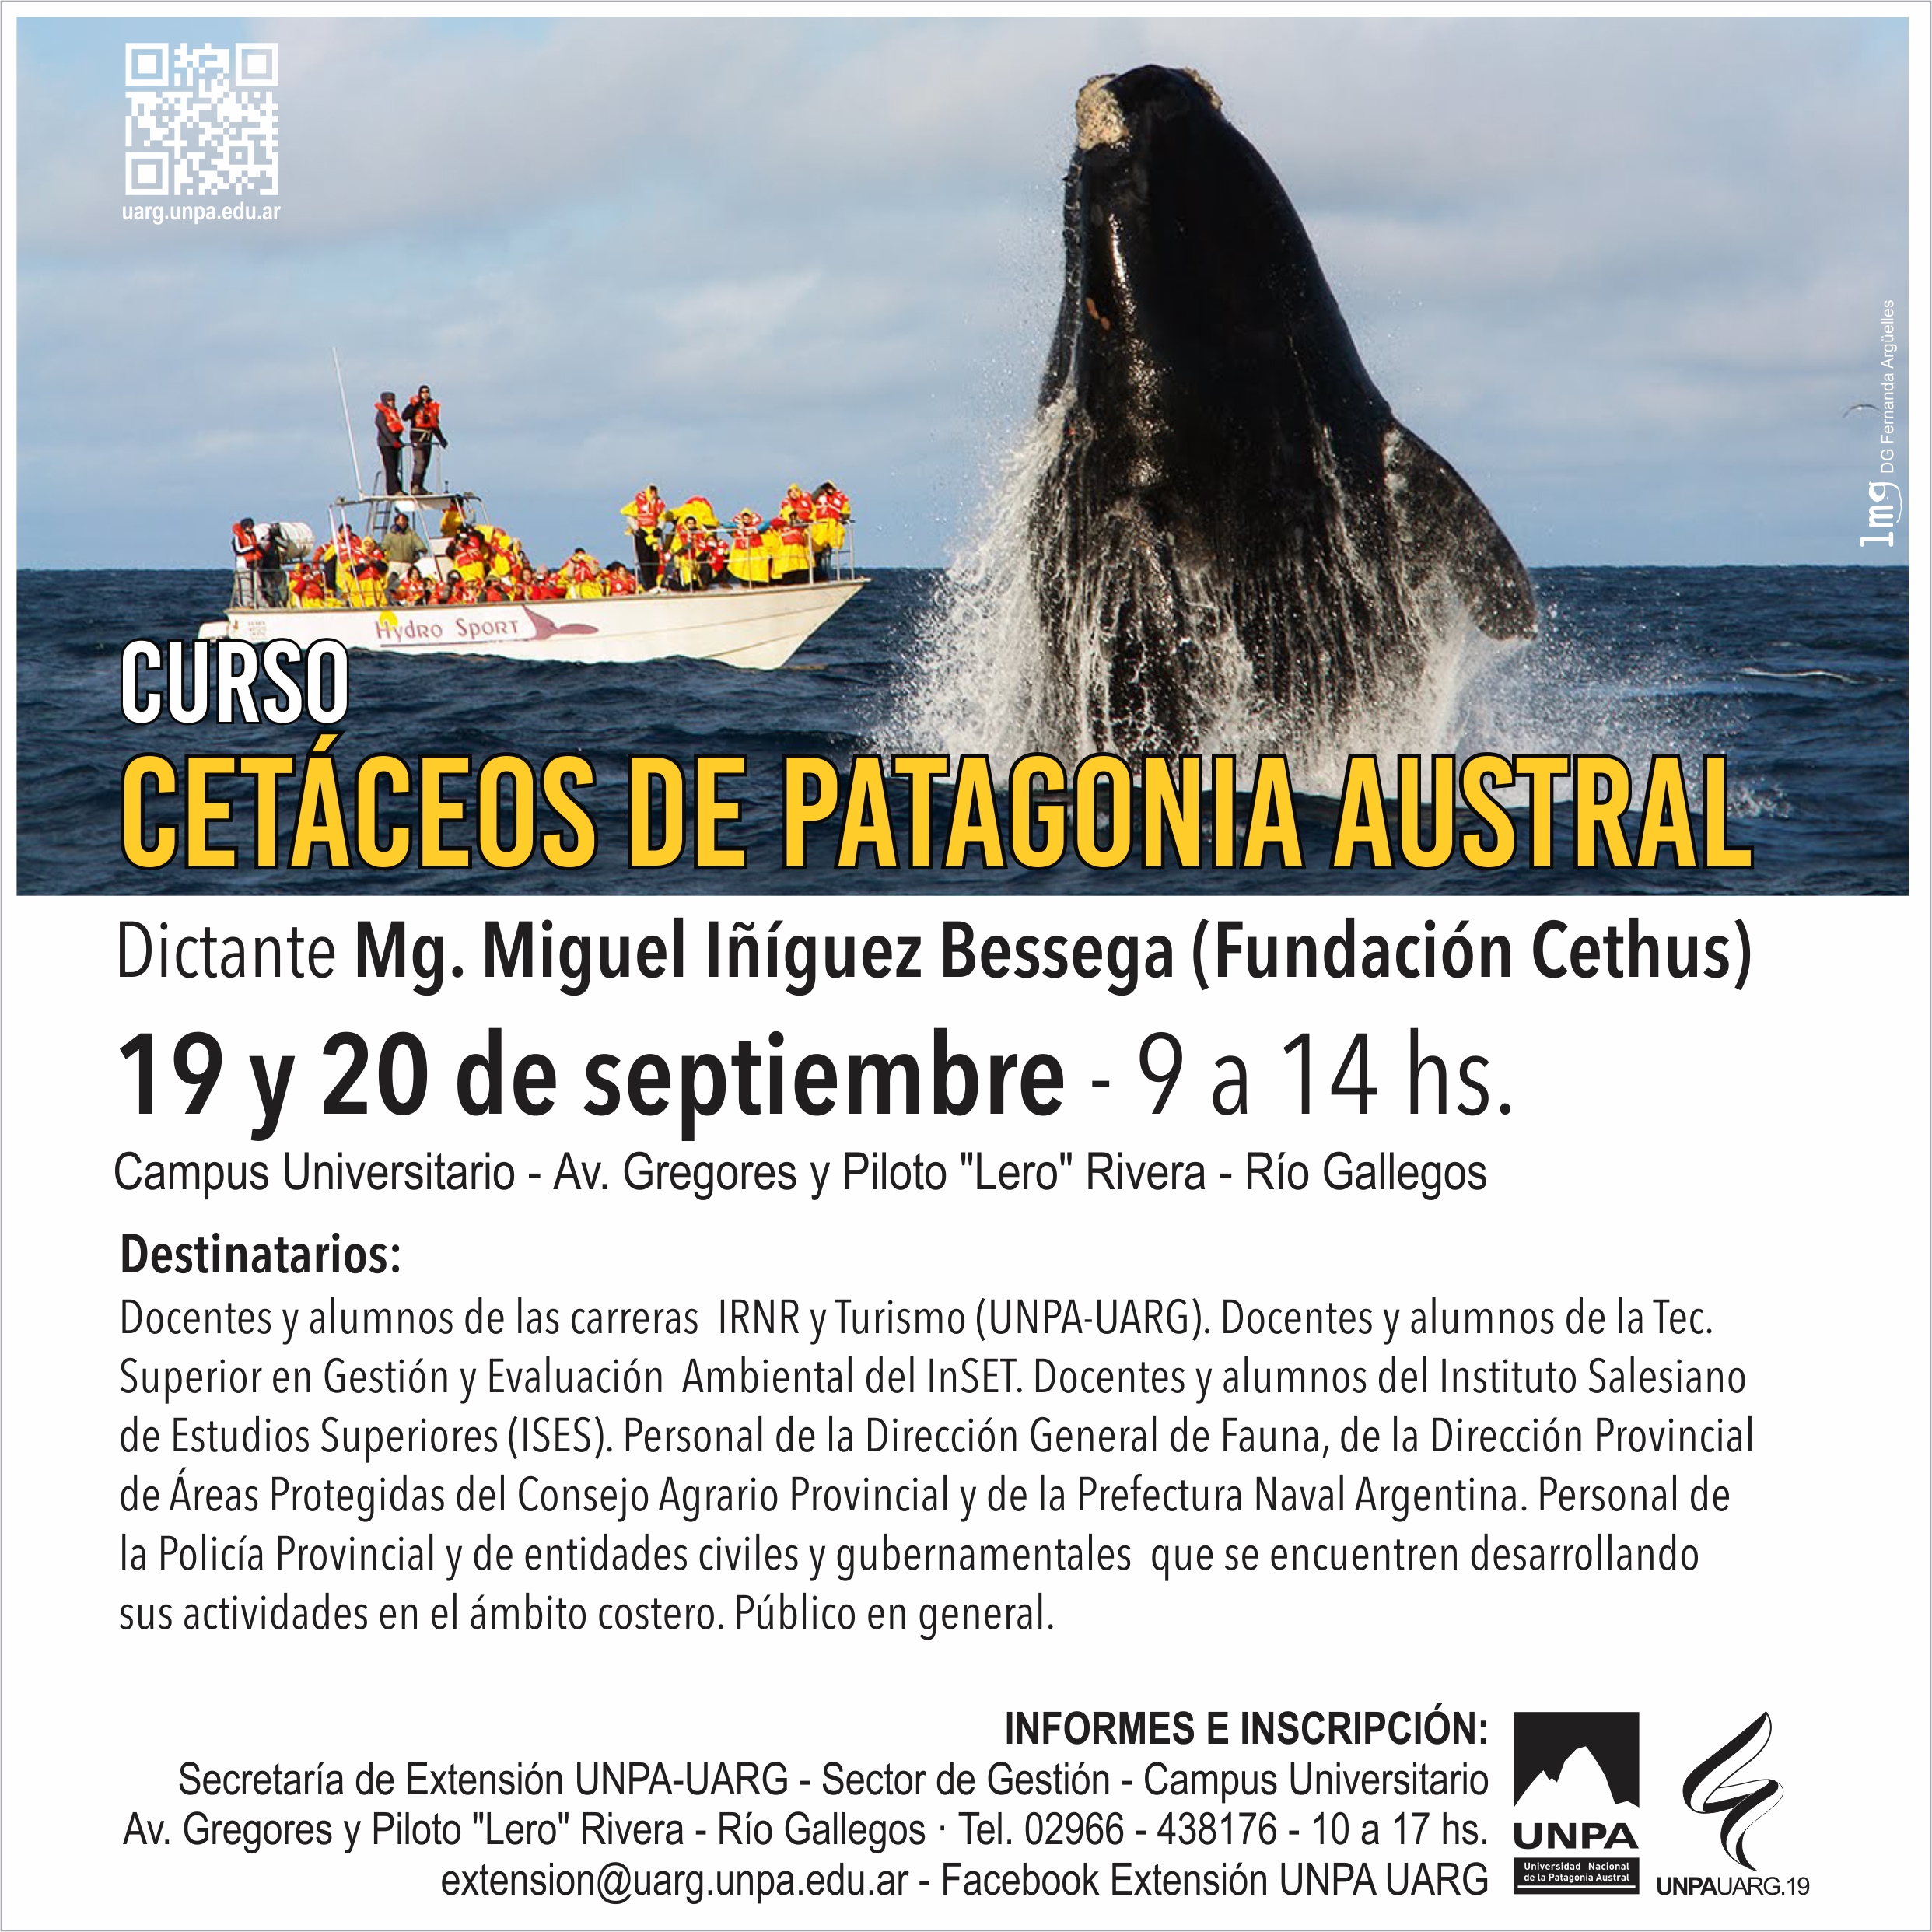 uarg.unpa.edu.ar
DG Fernanda Argüelles
Hydro Sport
CURSO
CETÁCEOS DE PATAGONIA AUSTRAL
Dictante Mg. Miguel Iñíguez Bessega (Fundación Cethus)
19 y 20 de septiembre - 9 a 14 hs.
Campus Universitario - Av. Gregores y Piloto "Lero" Rivera - Río Gallegos
Destinatarios:
Docentes y alumnos de las carreras IRNR y Turismo (UNPA-UARG). Docentes y alumnos de la Tec.
Superior en Gestión y Evaluación Ambiental del InSET. Docentes y alumnos del Instituto Salesiano
de Estudios Superiores (ISES). Personal de la Dirección General de Fauna, de la Dirección Provincial
de Áreas Protegidas del Consejo Agrario Provincial y de la Prefectura Naval Argentina. Personal de
la Policía Provincial y de entidades civiles y gubernamentales que se encuentren desarrollando
sus actividades en el ámbito costero. Público en general.
INFORMES E INSCRIPCIÓN:
Secretaría de Extensión UNPA-UARG - Sector de Gestión - Campus Universitario
Av. Gregores y Piloto "Lero" Rivera - Río Gallegos · Tel. 02966 - 438176 - 10 a 17 hs.
extension@uarg.unpa.edu.ar - Facebook Extensión UNPA UARG
UNPA
Universidad Nacional
de la Patagonia Austral
UNPAUARG.19